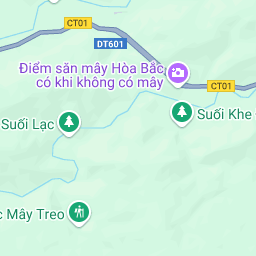 CT01
DT601
Điểm săn mây Hòa Bắc
có khi không có mây
CT01
Suối Khe
Suối Lạc
Mây Treo